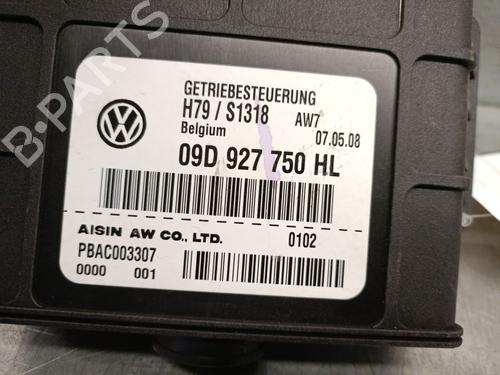 B-PARTS
GETRIEBESTEUERUNG
H79 / S1318 AW7
Belgium 07.05.08
09D 927 750 HL
AISIN AW CO., LTD. 0102
PBAC003307
0000 001